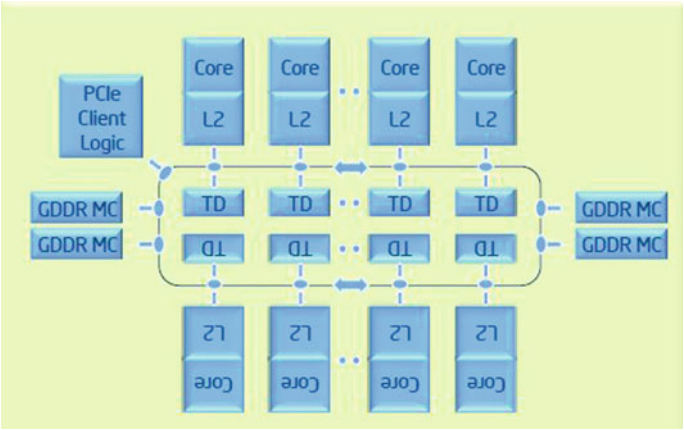 Core Core Core Core
PCIe
Client
Logic
L2 L2 L2 L2
GDDR MC TD TD TD TD GDDR MC
GDDR MC TD TD TD TD GDDR MC
L2 L2 L2 L2
Core Core Core Core